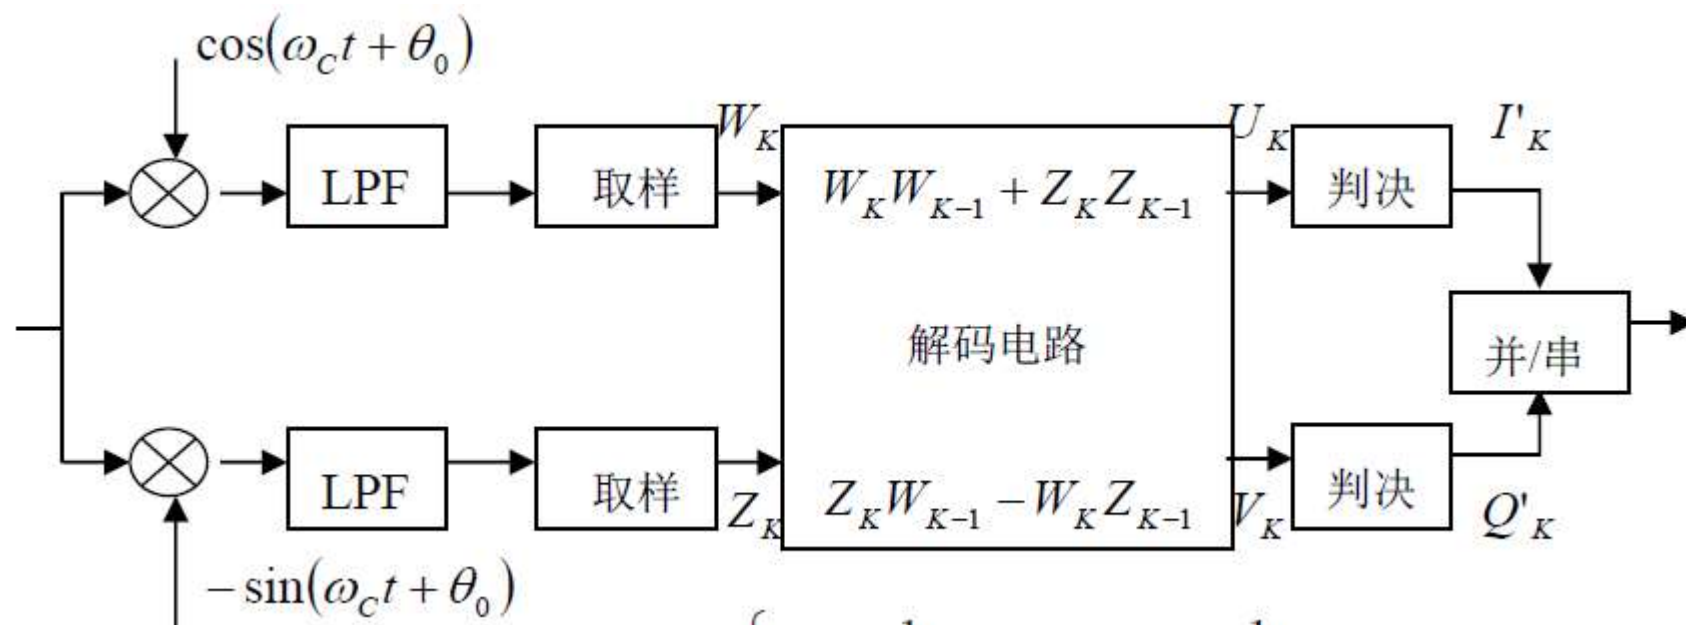 cos(ω_C t + θ_0)
W_K
U_K
I'_K
LPF
取样
W_K W_{K-1} + Z_K Z_{K-1}
判决
解码电路
并/串
LPF
取样
Z_K
Z_K W_{K-1} - W_K Z_{K-1}
V_K
判决
Q'_K
-sin(ω_C t + θ_0)